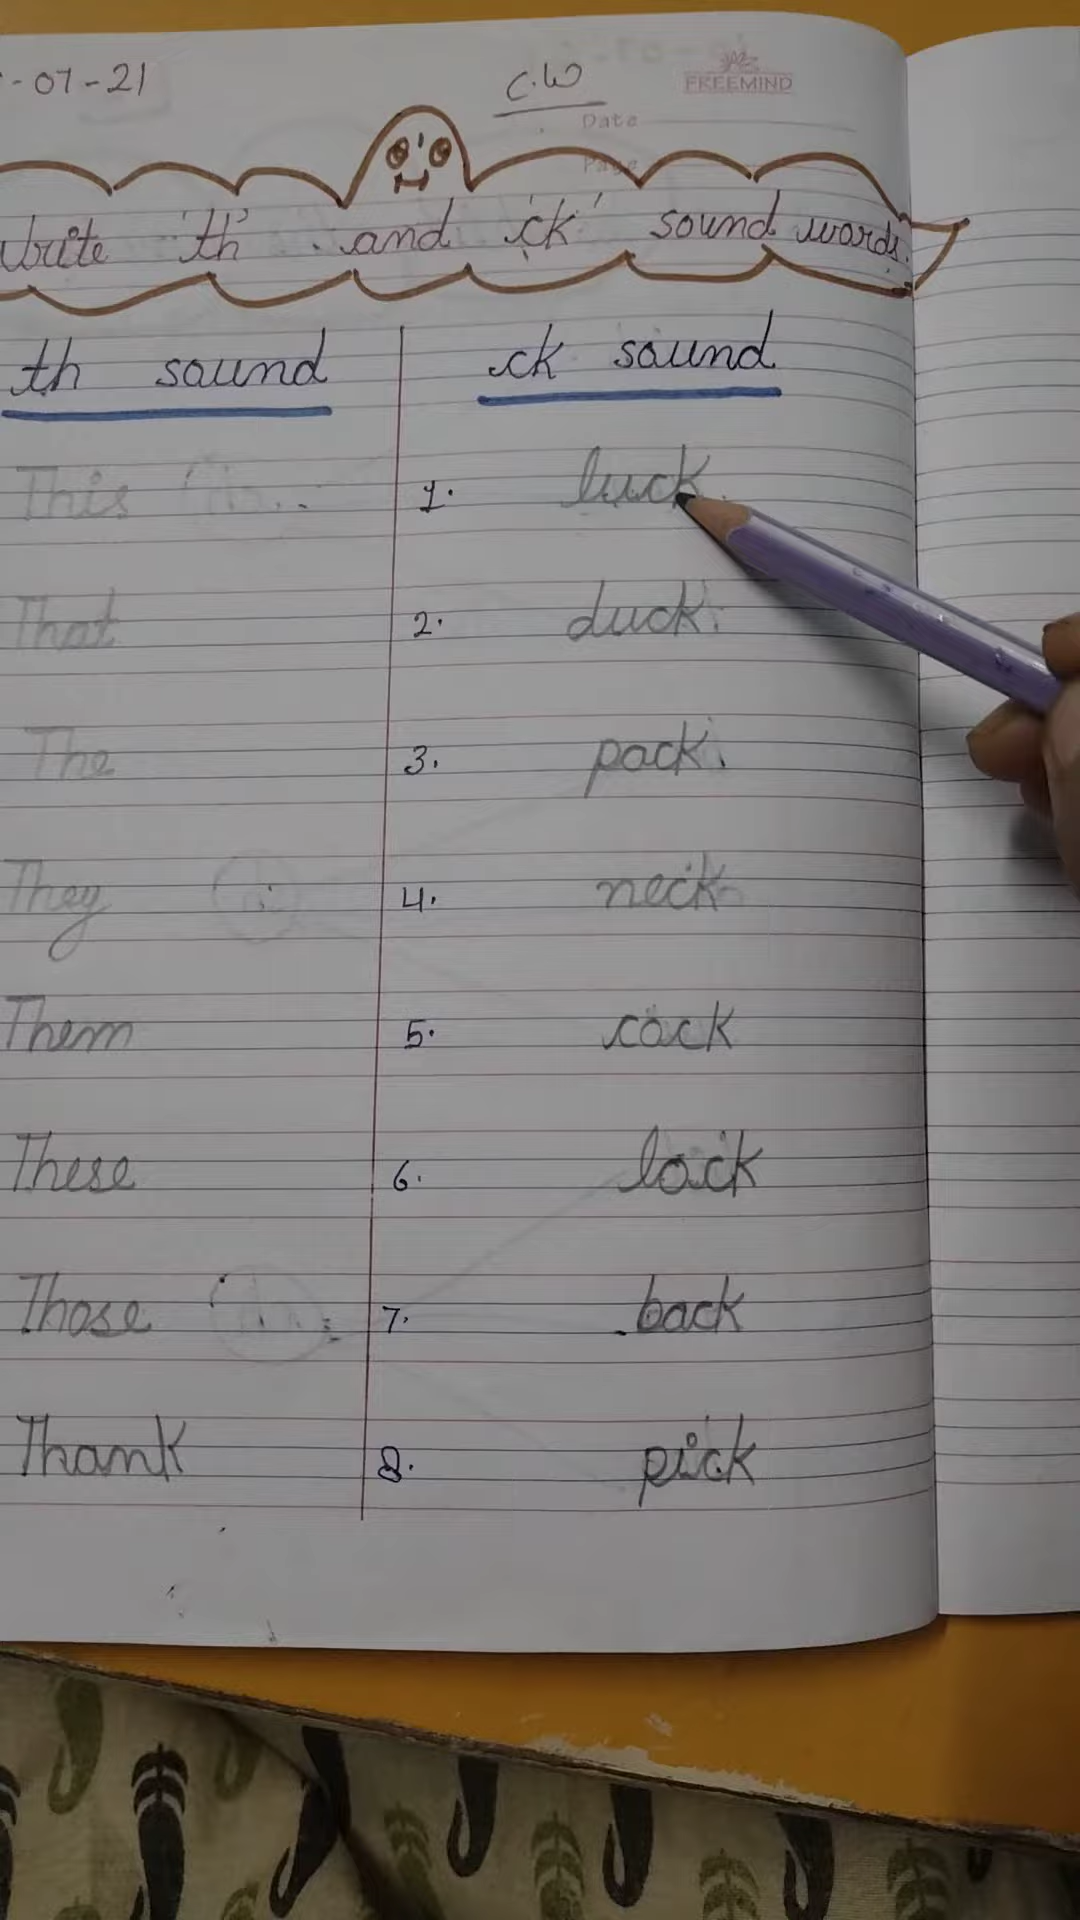 -07-21
C.W
FREEMIND
Date
Page
Write 'th' and 'ck' sound words.
th sound ck sound
This 1. luck
That 2. duck
The 3. pack
They 4. neck
Them 5. cock
These 6. lock
Those 7. back
Thank 8. pick